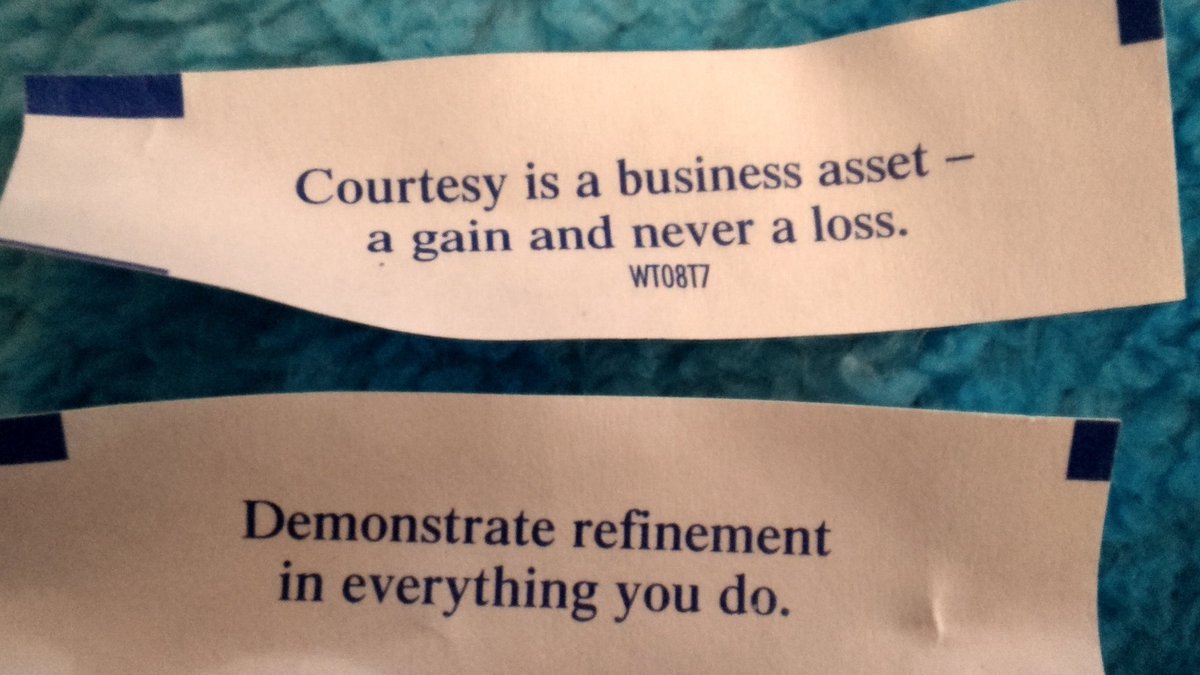 Courtesy is a business asset –
a gain and never a loss.
WT08T7
Demonstrate refinement
in everything you do.